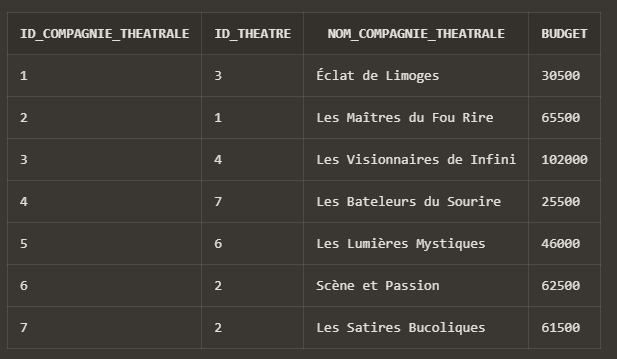 ID_COMPAGNIE_THEATRALE ID_THEATRE NOM_COMPAGNIE_THEATRALE BUDGET
1 3 Éclat de Limoges 30500
2 1 Les Maîtres du Fou Rire 65500
3 4 Les Visionnaires de Infini 102000
4 7 Les Bateleurs du Sourire 25500
5 6 Les Lumières Mystiques 46000
6 2 Scène et Passion 62500
7 2 Les Satires Bucoliques 61500